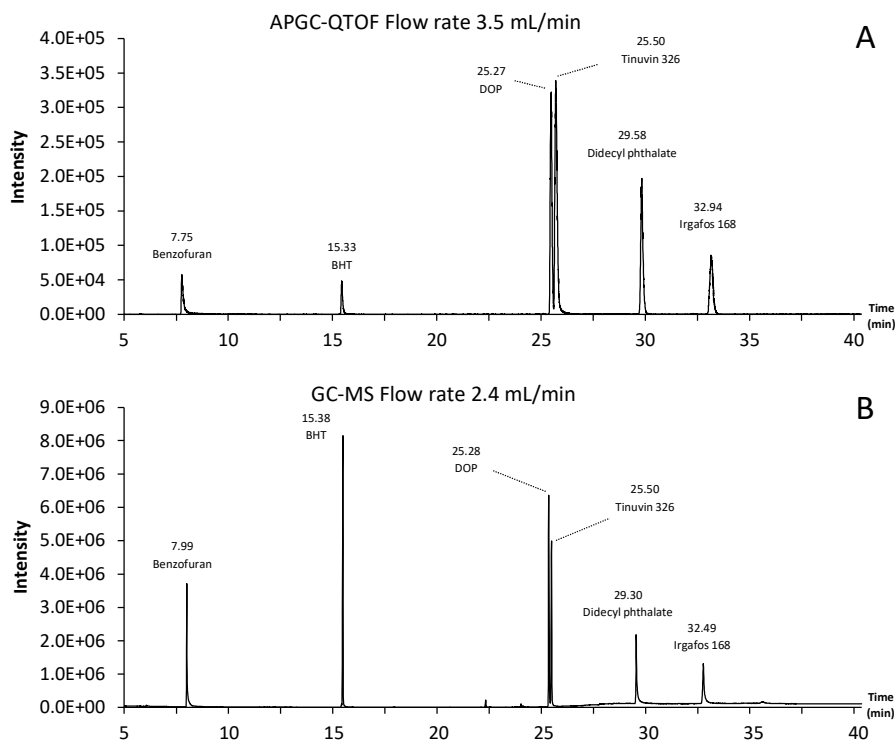 APGC-QTOF Flow rate 3.5 mL/min
A
4.0E+05
3.5E+05
3.0E+05
2.5E+05
2.0E+05
1.5E+05
1.0E+05
5.0E+04
0.0E+00
Intensity
7.75
Benzofuran
15.33
BHT
25.27
DOP
25.50
Tinuvin 326
29.58
Didecyl phthalate
32.94
Irgafos 168
5 10 15 20 25 30 35 40
Time
(min)
GC-MS Flow rate 2.4 mL/min
B
9.0E+06
8.0E+06
7.0E+06
6.0E+06
5.0E+06
4.0E+06
3.0E+06
2.0E+06
1.0E+06
0.0E+00
Intensity
7.99
Benzofuran
15.38
BHT
25.28
DOP
25.50
Tinuvin 326
29.30
Didecyl phthalate
32.49
Irgafos 168
5 10 15 20 25 30 35 40
Time
(min)